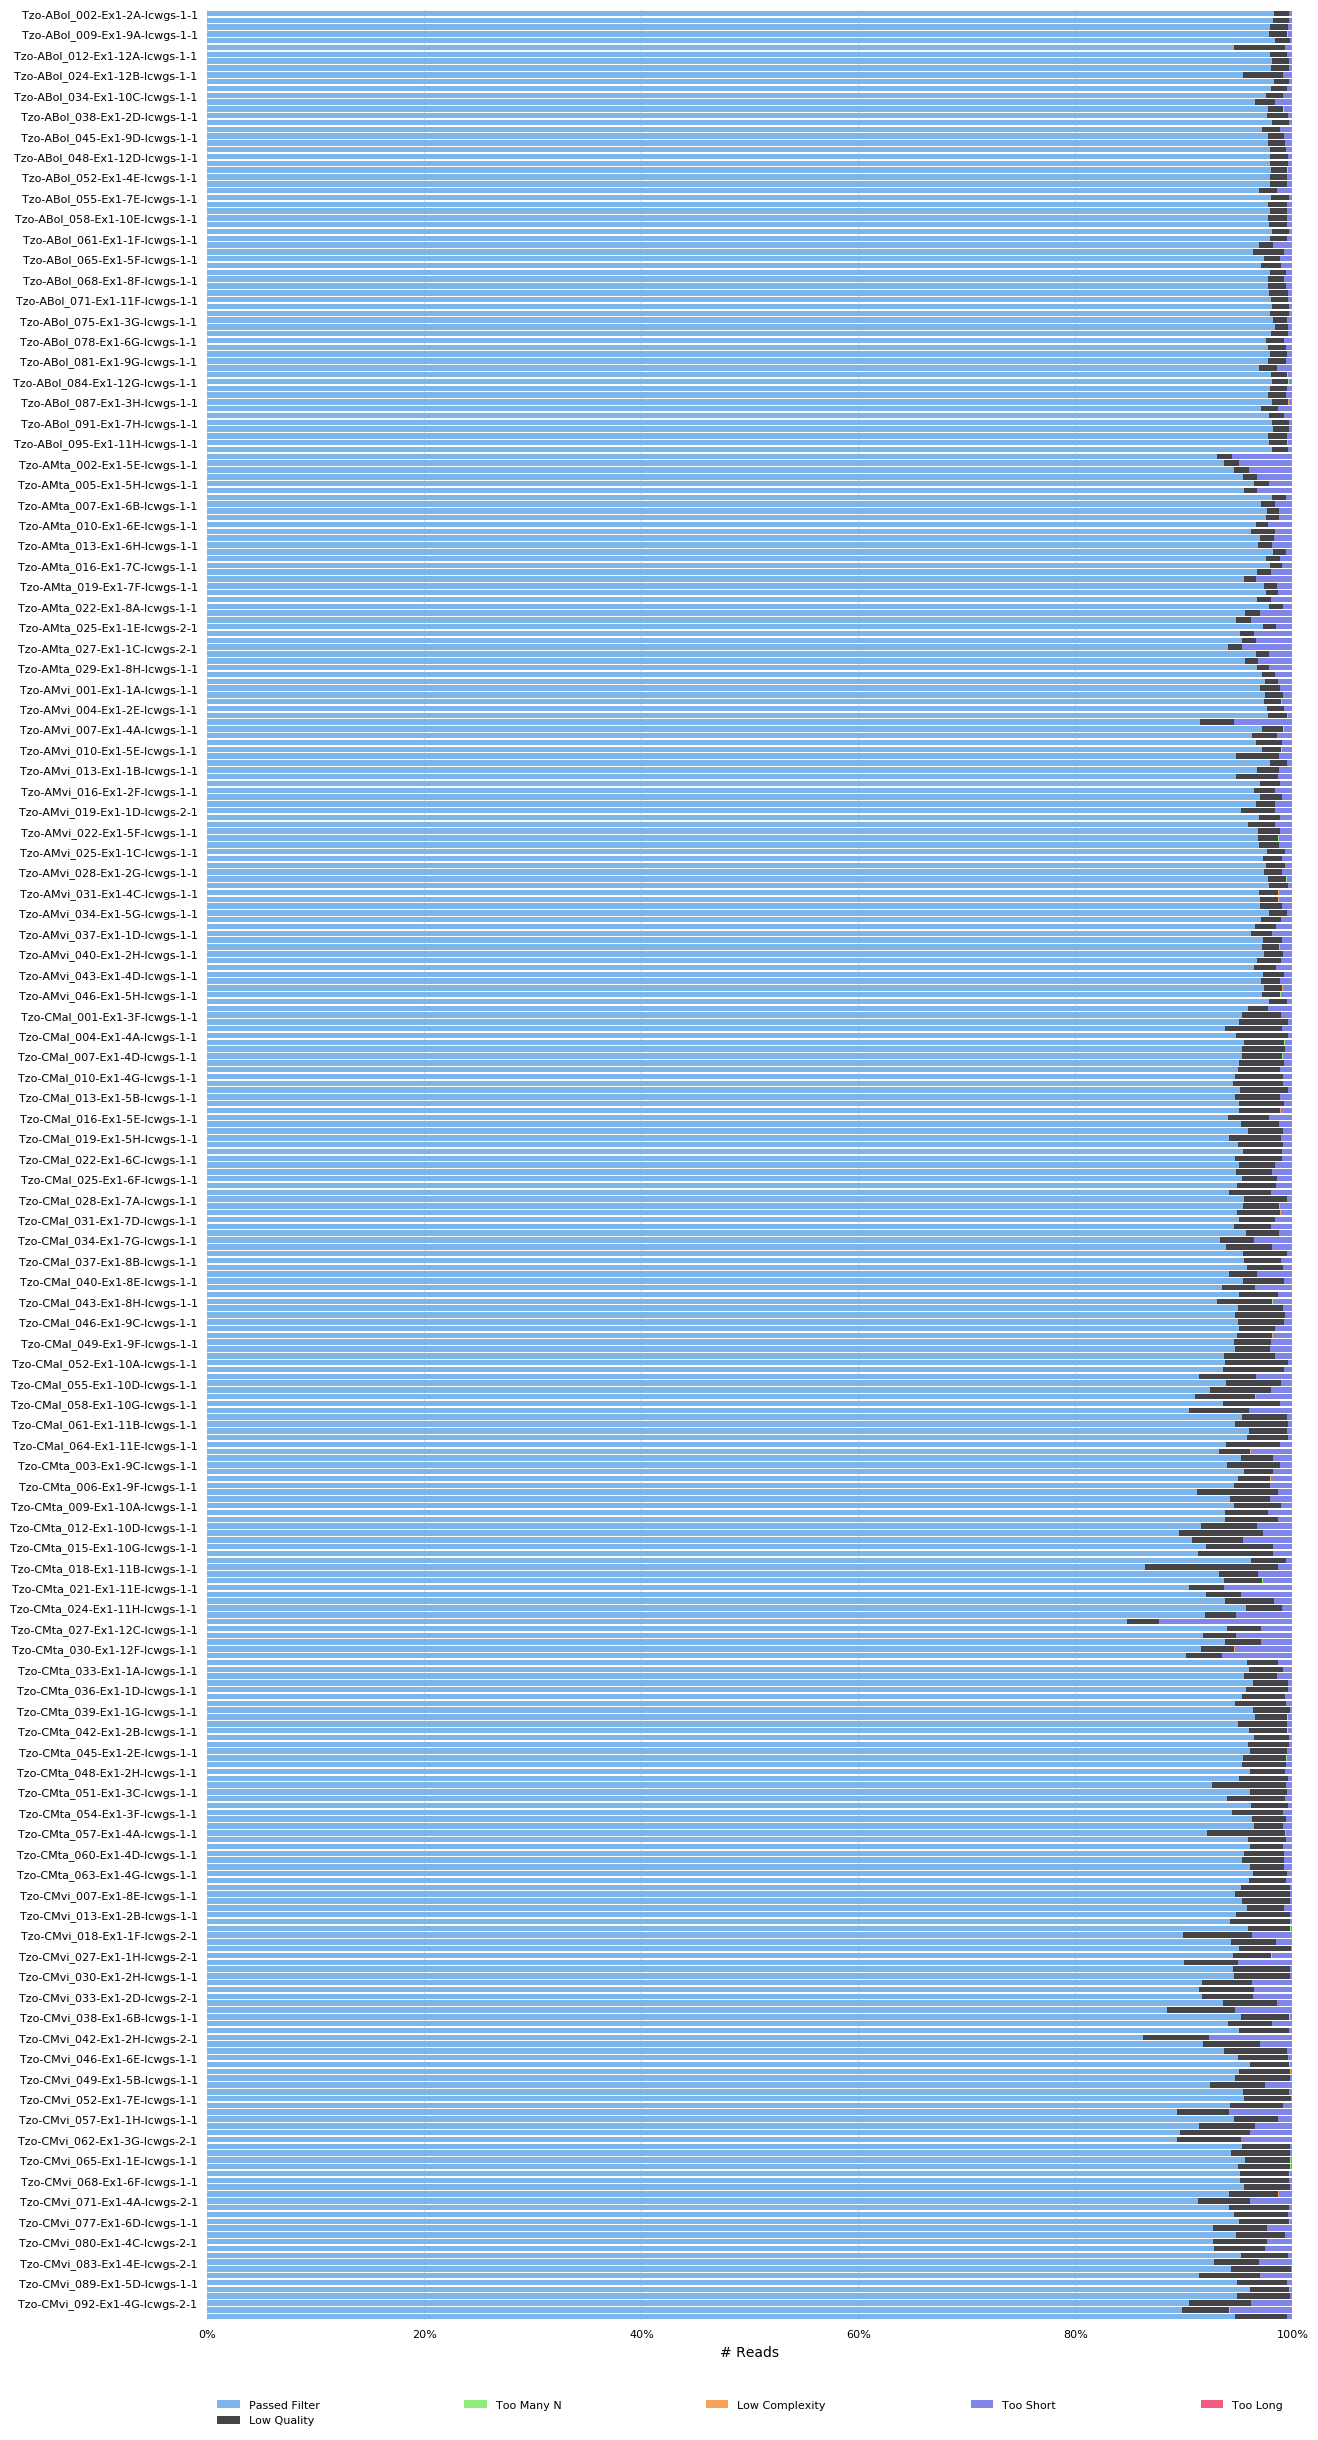 Tzo-ABol_002-Ex1-2A-lcwgs-1-1
Tzo-ABol_009-Ex1-9A-lcwgs-1-1
Tzo-ABol_012-Ex1-12A-lcwgs-1-1
Tzo-ABol_024-Ex1-12B-lcwgs-1-1
Tzo-ABol_034-Ex1-10C-lcwgs-1-1
Tzo-ABol_038-Ex1-2D-lcwgs-1-1
Tzo-ABol_045-Ex1-9D-lcwgs-1-1
Tzo-ABol_048-Ex1-12D-lcwgs-1-1
Tzo-ABol_052-Ex1-4E-lcwgs-1-1
Tzo-ABol_055-Ex1-7E-lcwgs-1-1
Tzo-ABol_058-Ex1-10E-lcwgs-1-1
Tzo-ABol_061-Ex1-1F-lcwgs-1-1
Tzo-ABol_065-Ex1-5F-lcwgs-1-1
Tzo-ABol_068-Ex1-8F-lcwgs-1-1
Tzo-ABol_071-Ex1-11F-lcwgs-1-1
Tzo-ABol_075-Ex1-3G-lcwgs-1-1
Tzo-ABol_078-Ex1-6G-lcwgs-1-1
Tzo-ABol_081-Ex1-9G-lcwgs-1-1
Tzo-ABol_084-Ex1-12G-lcwgs-1-1
Tzo-ABol_087-Ex1-3H-lcwgs-1-1
Tzo-ABol_091-Ex1-7H-lcwgs-1-1
Tzo-ABol_095-Ex1-11H-lcwgs-1-1
Tzo-AMta_002-Ex1-5E-lcwgs-1-1
Tzo-AMta_005-Ex1-5H-lcwgs-1-1
Tzo-AMta_007-Ex1-6B-lcwgs-1-1
Tzo-AMta_010-Ex1-6E-lcwgs-1-1
Tzo-AMta_013-Ex1-6H-lcwgs-1-1
Tzo-AMta_016-Ex1-7C-lcwgs-1-1
Tzo-AMta_019-Ex1-7F-lcwgs-1-1
Tzo-AMta_022-Ex1-8A-lcwgs-1-1
Tzo-AMta_025-Ex1-1E-lcwgs-2-1
Tzo-AMta_027-Ex1-1C-lcwgs-2-1
Tzo-AMta_029-Ex1-8H-lcwgs-1-1
Tzo-AMvi_001-Ex1-1A-lcwgs-1-1
Tzo-AMvi_004-Ex1-2E-lcwgs-1-1
Tzo-AMvi_007-Ex1-4A-lcwgs-1-1
Tzo-AMvi_010-Ex1-5E-lcwgs-1-1
Tzo-AMvi_013-Ex1-1B-lcwgs-1-1
Tzo-AMvi_016-Ex1-2F-lcwgs-1-1
Tzo-AMvi_019-Ex1-1D-lcwgs-2-1
Tzo-AMvi_022-Ex1-5F-lcwgs-1-1
Tzo-AMvi_025-Ex1-1C-lcwgs-1-1
Tzo-AMvi_028-Ex1-2G-lcwgs-1-1
Tzo-AMvi_031-Ex1-4C-lcwgs-1-1
Tzo-AMvi_034-Ex1-5G-lcwgs-1-1
Tzo-AMvi_037-Ex1-1D-lcwgs-1-1
Tzo-AMvi_040-Ex1-2H-lcwgs-1-1
Tzo-AMvi_043-Ex1-4D-lcwgs-1-1
Tzo-AMvi_046-Ex1-5H-lcwgs-1-1
Tzo-CMal_001-Ex1-3F-lcwgs-1-1
Tzo-CMal_004-Ex1-4A-lcwgs-1-1
Tzo-CMal_007-Ex1-4D-lcwgs-1-1
Tzo-CMal_010-Ex1-4G-lcwgs-1-1
Tzo-CMal_013-Ex1-5B-lcwgs-1-1
Tzo-CMal_016-Ex1-5E-lcwgs-1-1
Tzo-CMal_019-Ex1-5H-lcwgs-1-1
Tzo-CMal_022-Ex1-6C-lcwgs-1-1
Tzo-CMal_025-Ex1-6F-lcwgs-1-1
Tzo-CMal_028-Ex1-7A-lcwgs-1-1
Tzo-CMal_031-Ex1-7D-lcwgs-1-1
Tzo-CMal_034-Ex1-7G-lcwgs-1-1
Tzo-CMal_037-Ex1-8B-lcwgs-1-1
Tzo-CMal_040-Ex1-8E-lcwgs-1-1
Tzo-CMal_043-Ex1-8H-lcwgs-1-1
Tzo-CMal_046-Ex1-9C-lcwgs-1-1
Tzo-CMal_049-Ex1-9F-lcwgs-1-1
Tzo-CMal_052-Ex1-10A-lcwgs-1-1
Tzo-CMal_055-Ex1-10D-lcwgs-1-1
Tzo-CMal_058-Ex1-10G-lcwgs-1-1
Tzo-CMal_061-Ex1-11B-lcwgs-1-1
Tzo-CMal_064-Ex1-11E-lcwgs-1-1
Tzo-CMta_003-Ex1-9C-lcwgs-1-1
Tzo-CMta_006-Ex1-9F-lcwgs-1-1
Tzo-CMta_009-Ex1-10A-lcwgs-1-1
Tzo-CMta_012-Ex1-10D-lcwgs-1-1
Tzo-CMta_015-Ex1-10G-lcwgs-1-1
Tzo-CMta_018-Ex1-11B-lcwgs-1-1
Tzo-CMta_021-Ex1-11E-lcwgs-1-1
Tzo-CMta_024-Ex1-11H-lcwgs-1-1
Tzo-CMta_027-Ex1-12C-lcwgs-1-1
Tzo-CMta_030-Ex1-12F-lcwgs-1-1
Tzo-CMta_033-Ex1-1A-lcwgs-1-1
Tzo-CMta_036-Ex1-1D-lcwgs-1-1
Tzo-CMta_039-Ex1-1G-lcwgs-1-1
Tzo-CMta_042-Ex1-2B-lcwgs-1-1
Tzo-CMta_045-Ex1-2E-lcwgs-1-1
Tzo-CMta_048-Ex1-2H-lcwgs-1-1
Tzo-CMta_051-Ex1-3C-lcwgs-1-1
Tzo-CMta_054-Ex1-3F-lcwgs-1-1
Tzo-CMta_057-Ex1-4A-lcwgs-1-1
Tzo-CMta_060-Ex1-4D-lcwgs-1-1
Tzo-CMta_063-Ex1-4G-lcwgs-1-1
Tzo-CMvi_007-Ex1-8E-lcwgs-1-1
Tzo-CMvi_013-Ex1-2B-lcwgs-1-1
Tzo-CMvi_018-Ex1-1F-lcwgs-2-1
Tzo-CMvi_027-Ex1-1H-lcwgs-2-1
Tzo-CMvi_030-Ex1-2H-lcwgs-1-1
Tzo-CMvi_033-Ex1-2D-lcwgs-2-1
Tzo-CMvi_038-Ex1-6B-lcwgs-1-1
Tzo-CMvi_042-Ex1-2H-lcwgs-2-1
Tzo-CMvi_046-Ex1-6E-lcwgs-1-1
Tzo-CMvi_049-Ex1-5B-lcwgs-1-1
Tzo-CMvi_052-Ex1-7E-lcwgs-1-1
Tzo-CMvi_057-Ex1-1H-lcwgs-1-1
Tzo-CMvi_062-Ex1-3G-lcwgs-2-1
Tzo-CMvi_065-Ex1-1E-lcwgs-1-1
Tzo-CMvi_068-Ex1-6F-lcwgs-1-1
Tzo-CMvi_071-Ex1-4A-lcwgs-2-1
Tzo-CMvi_077-Ex1-6D-lcwgs-1-1
Tzo-CMvi_080-Ex1-4C-lcwgs-2-1
Tzo-CMvi_083-Ex1-4E-lcwgs-2-1
Tzo-CMvi_089-Ex1-5D-lcwgs-1-1
Tzo-CMvi_092-Ex1-4G-lcwgs-2-1
0% 20% 40% 60% 80% 100%
# Reads
Passed Filter Too Many N Low Complexity Too Short Too Long
Low Quality